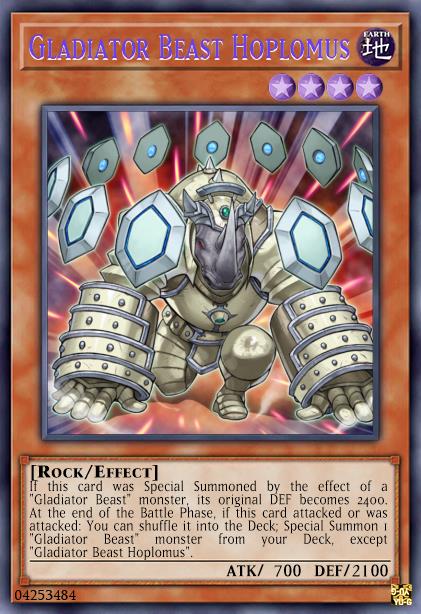 GLADIATOR BEAST HOPLOMUS
EARTH
地
[ROCK/EFFECT]
If this card was Special Summoned by the effect of a
"Gladiator Beast" monster, its original DEF becomes 2400.
At the end of the Battle Phase, if this card attacked or was
attacked: You can shuffle it into the Deck; Special Summon 1
"Gladiator Beast" monster from your Deck, except
"Gladiator Beast Hoplomus".
ATK/ 700 DEF/2100
04253484